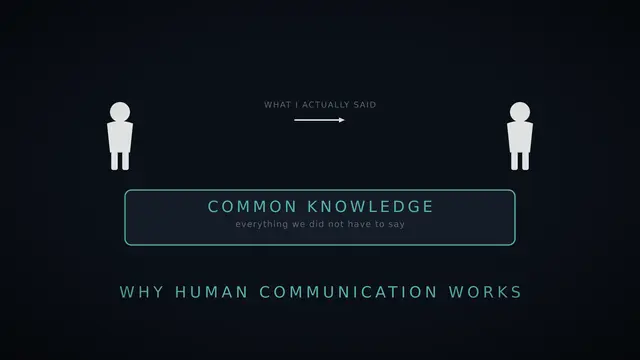 WHAT I ACTUALLY SAID
COMMON KNOWLEDGE
everything we did not have to say
WHY HUMAN COMMUNICATION WORKS